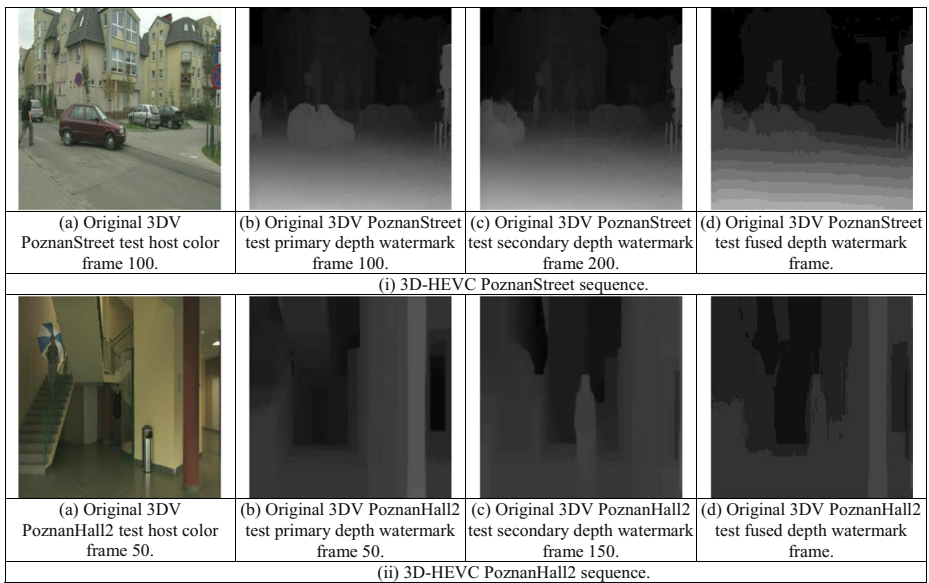 (a) Original 3DV
PoznanStreet test host color
frame 100.
(b) Original 3DV PoznanStreet
test primary depth watermark
frame 100.
(c) Original 3DV PoznanStreet
test secondary depth watermark
frame 200.
(d) Original 3DV PoznanStreet
test fused depth watermark
frame.
(i) 3D-HEVC PoznanStreet sequence.
(a) Original 3DV
PoznanHall2 test host color
frame 50.
(b) Original 3DV PoznanHall2
test primary depth watermark
frame 50.
(c) Original 3DV PoznanHall2
test secondary depth watermark
frame 150.
(d) Original 3DV PoznanHall2
test fused depth watermark
frame.
(ii) 3D-HEVC PoznanHall2 sequence.